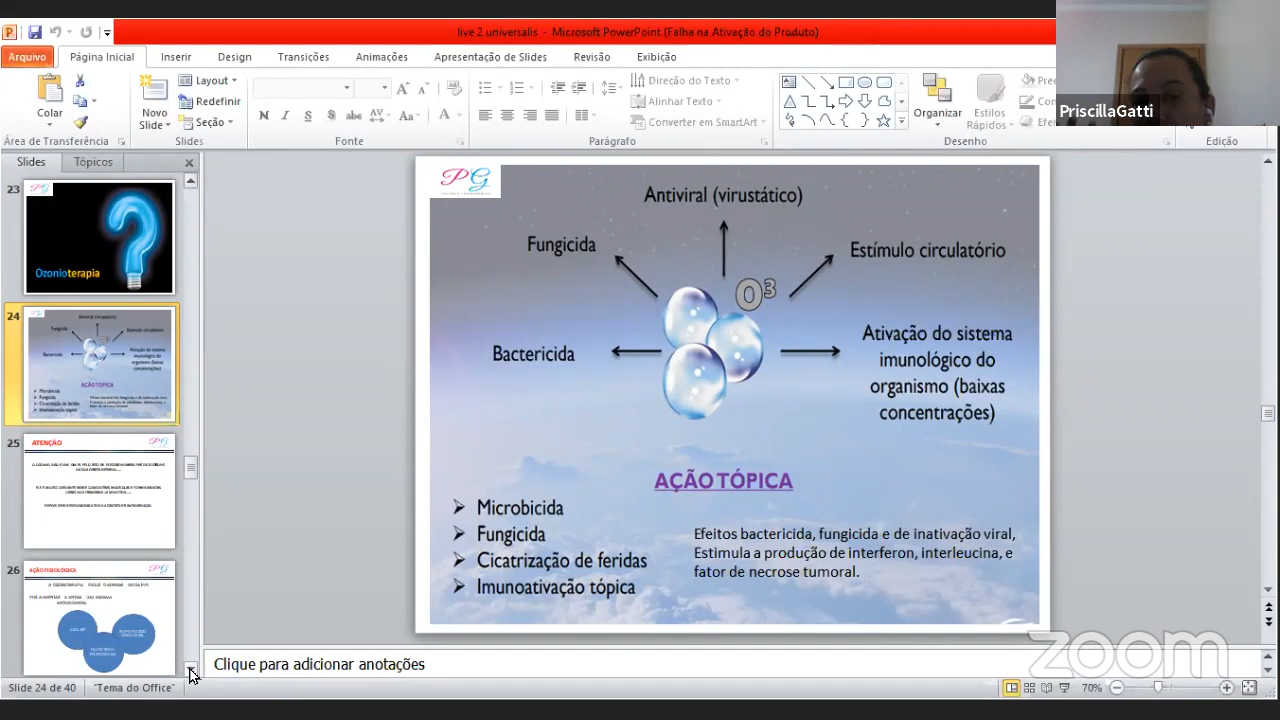 live 2 universalis - Microsoft PowerPoint (Falha na Ativação do Produto)
Arquivo Página Inicial Inserir Design Transições Animações Apresentação de Slides Revisão Exibição
Colar
Novo Slide
Layout
Redefinir
Seção
Direção do Texto
Alinhar Texto
Converter em SmartArt
Organizar
Estilos Rápidos
PriscillaGatti
Área de Transferência Slides Fonte Parágrafo Desenho Edição
Slides Tópicos
23
PG
Ozonioterapia
24
25
ATENÇÃO
PG
26
AÇÃO FISIOLÓGICA
PG
PG
Antiviral (virustático)
Fungicida
Estímulo circulatório
O3
Bactericida
Ativação do sistema
imunológico do
organismo (baixas
concentrações)
AÇÃO TÓPICA
Microbicida
Fungicida
Cicatrização de feridas
Imunoativação tópica
Efeitos bactericida, fungicida e de inativação viral,
Estimula a produção de interferon, interleucina, e
fator de necrose tumoral.
Clique para adicionar anotações
zoom
Slide 24 de 40 "Tema do Office" 70%